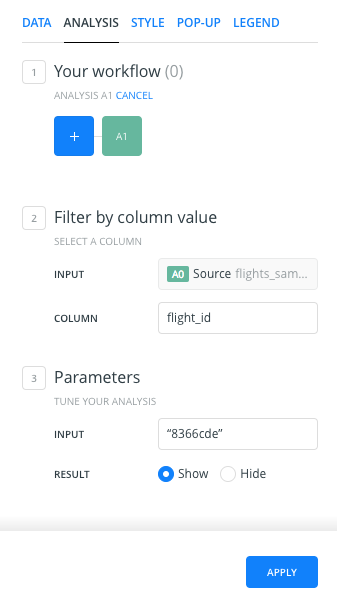 DATA ANALYSIS STYLE POP-UP LEGEND
1 Your workflow (0)
ANALYSIS A1 CANCEL
+ A1
2 Filter by column value
SELECT A COLUMN
INPUT A0 Source flights_sam...
COLUMN flight_id
3 Parameters
TUNE YOUR ANALYSIS
INPUT “8366cde”
RESULT Show Hide
APPLY